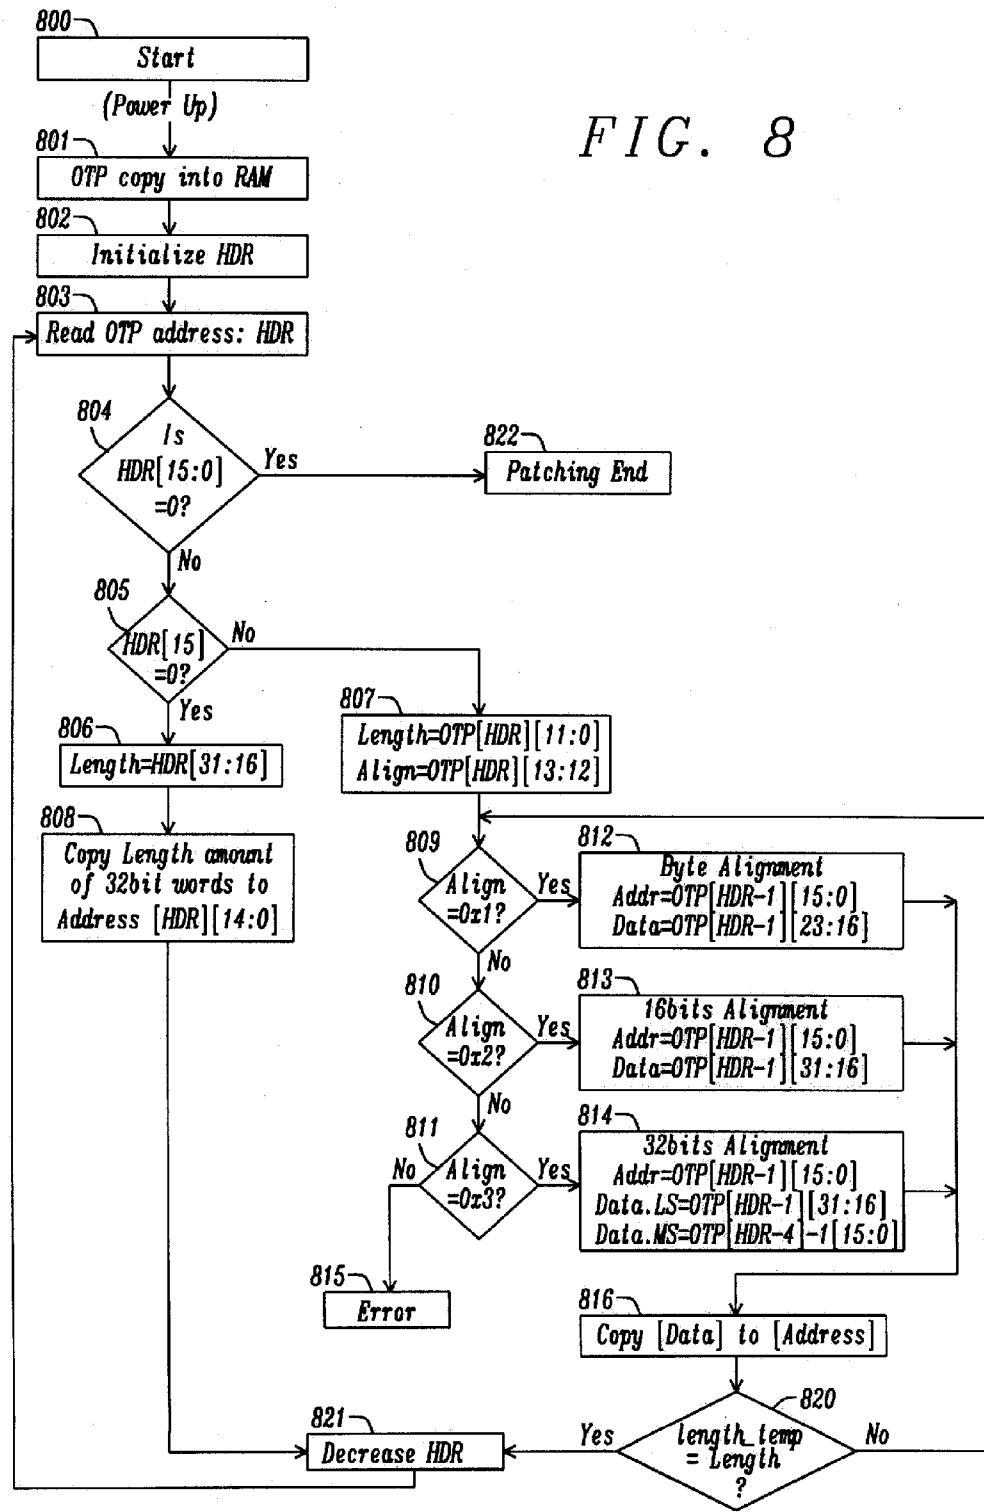 800
Start
(Power Up)
FIG. 8
801
OTP copy into RAM
802
Initialize HDR
803
Read OTP address: HDR
804
Is
HDR[15:0]
=0?
Yes
822
Patching End
No
805
HDR[15]
=0?
No
Yes
806
Length=HDR[31:16]
807
Length=OTP[HDR][11:0]
Align=OTP[HDR][13:12]
808
Copy Length amount
of 32bit words to
Address [HDR][14:0]
809
Align
=0x1?
Yes
812
Byte Alignment
Addr=OTP[HDR-1][15:0]
Data=OTP[HDR-1][23:16]
No
810
Align
=0x2?
Yes
813
16bits Alignment
Addr=OTP[HDR-1][15:0]
Data=OTP[HDR-1][31:16]
No
811
Align
=0x3?
No
Yes
814
32bits Alignment
Addr=OTP[HDR-1][15:0]
Data.LS=OTP[HDR-1][31:16]
Data.MS=OTP[HDR-4]-1[15:0]
815
Error
816
Copy [Data] to [Address]
820
length_temp
= Length
?
Yes
No
821
Decrease HDR